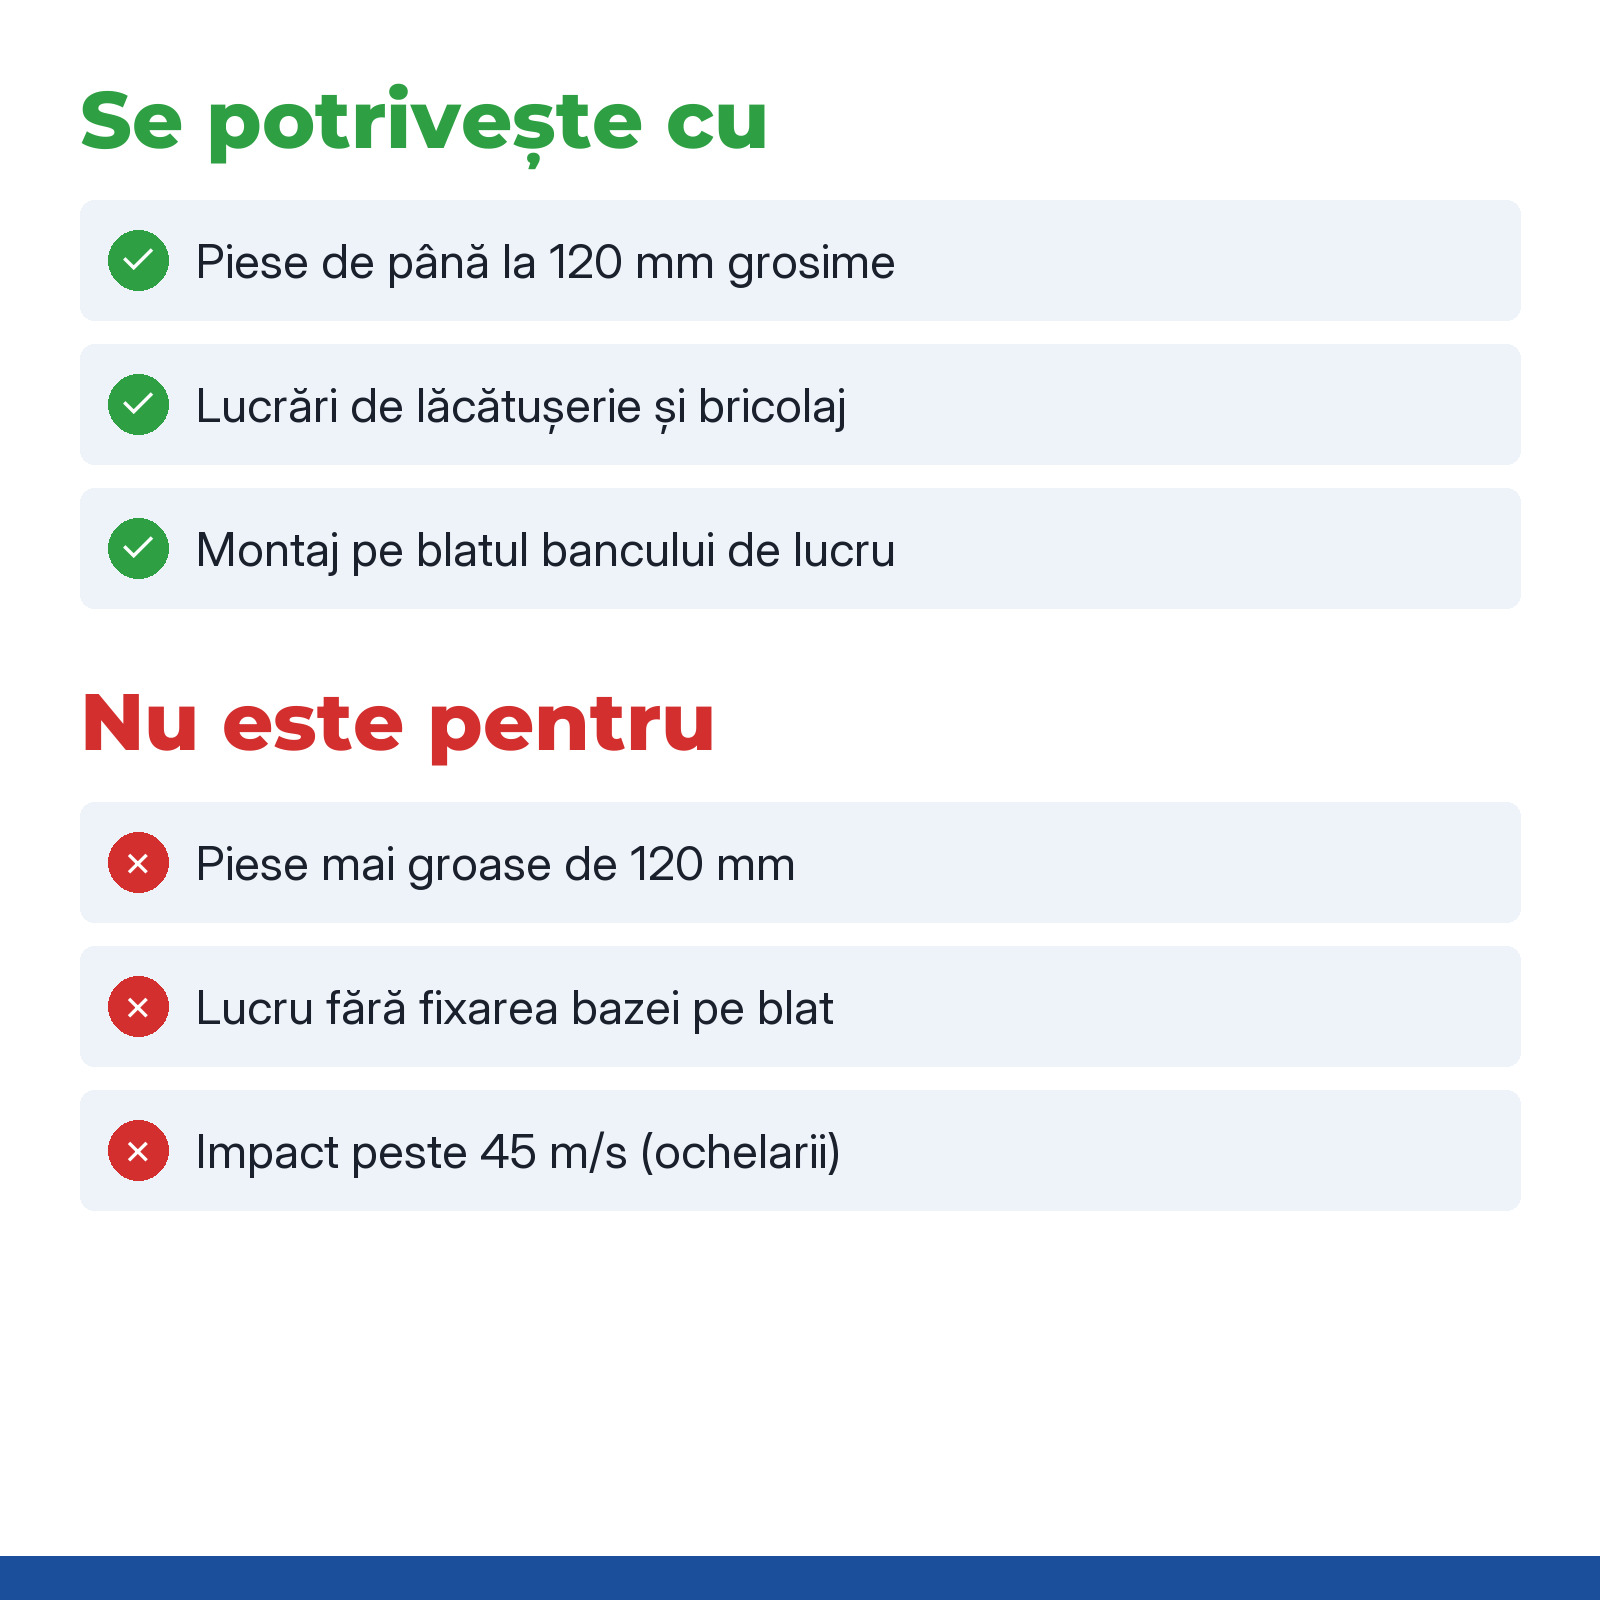 Se potrivește cu
Piese de până la 120 mm grosime
Lucrări de lăcătușerie și bricolaj
Montaj pe blatul bancului de lucru
Nu este pentru
Piese mai groase de 120 mm
Lucru fără fixarea bazei pe blat
Impact peste 45 m/s (ochelarii)